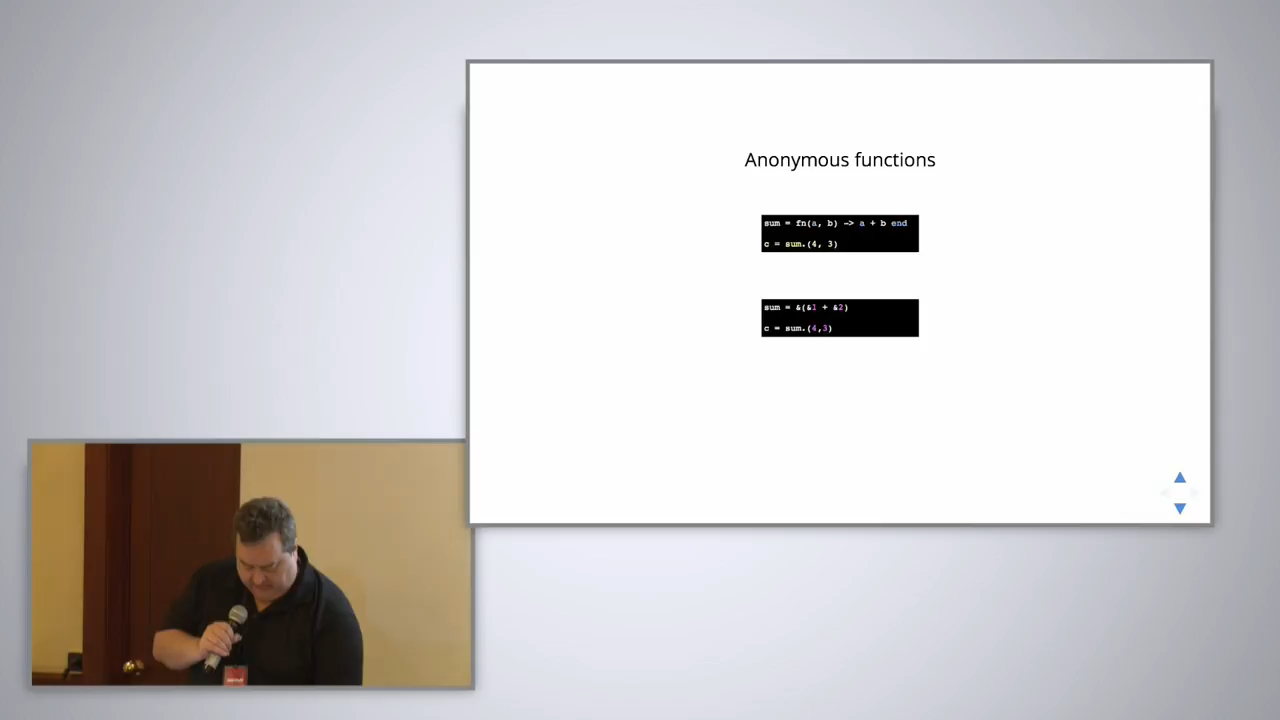 Anonymous functions
sum = fn(a, b) -> a + b end
c = sum.(4, 3)
sum = &(&1 + &2)
c = sum.(4,3)